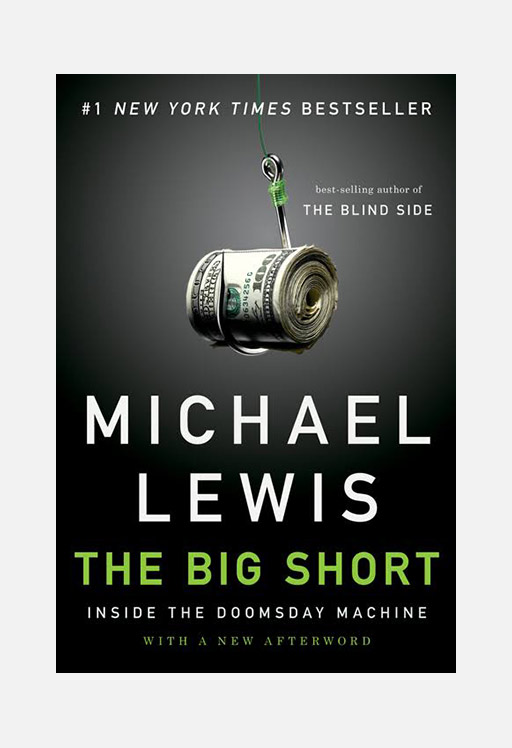 #1 NEW YORK TIMES BESTSELLER
best-selling author of
THE BLIND SIDE
MICHAEL
LEWIS
THE BIG SHORT
INSIDE THE DOOMSDAY MACHINE
WITH A NEW AFTERWORD